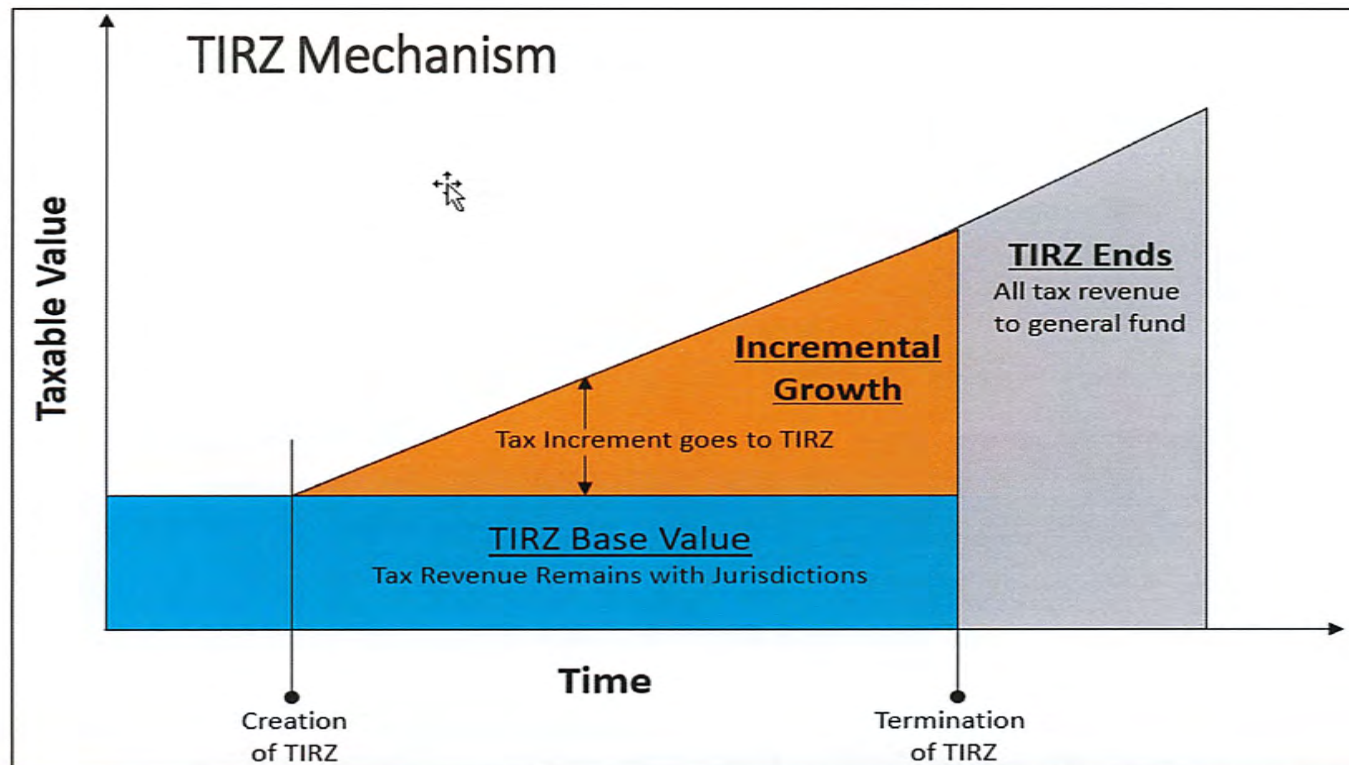 TIRZ Mechanism
Taxable Value
TIRZ Ends
All tax revenue
to general fund
Incremental
Growth
Tax Increment goes to TIRZ
TIRZ Base Value
Tax Revenue Remains with Jurisdictions
Time
Creation
of TIRZ
Termination
of TIRZ